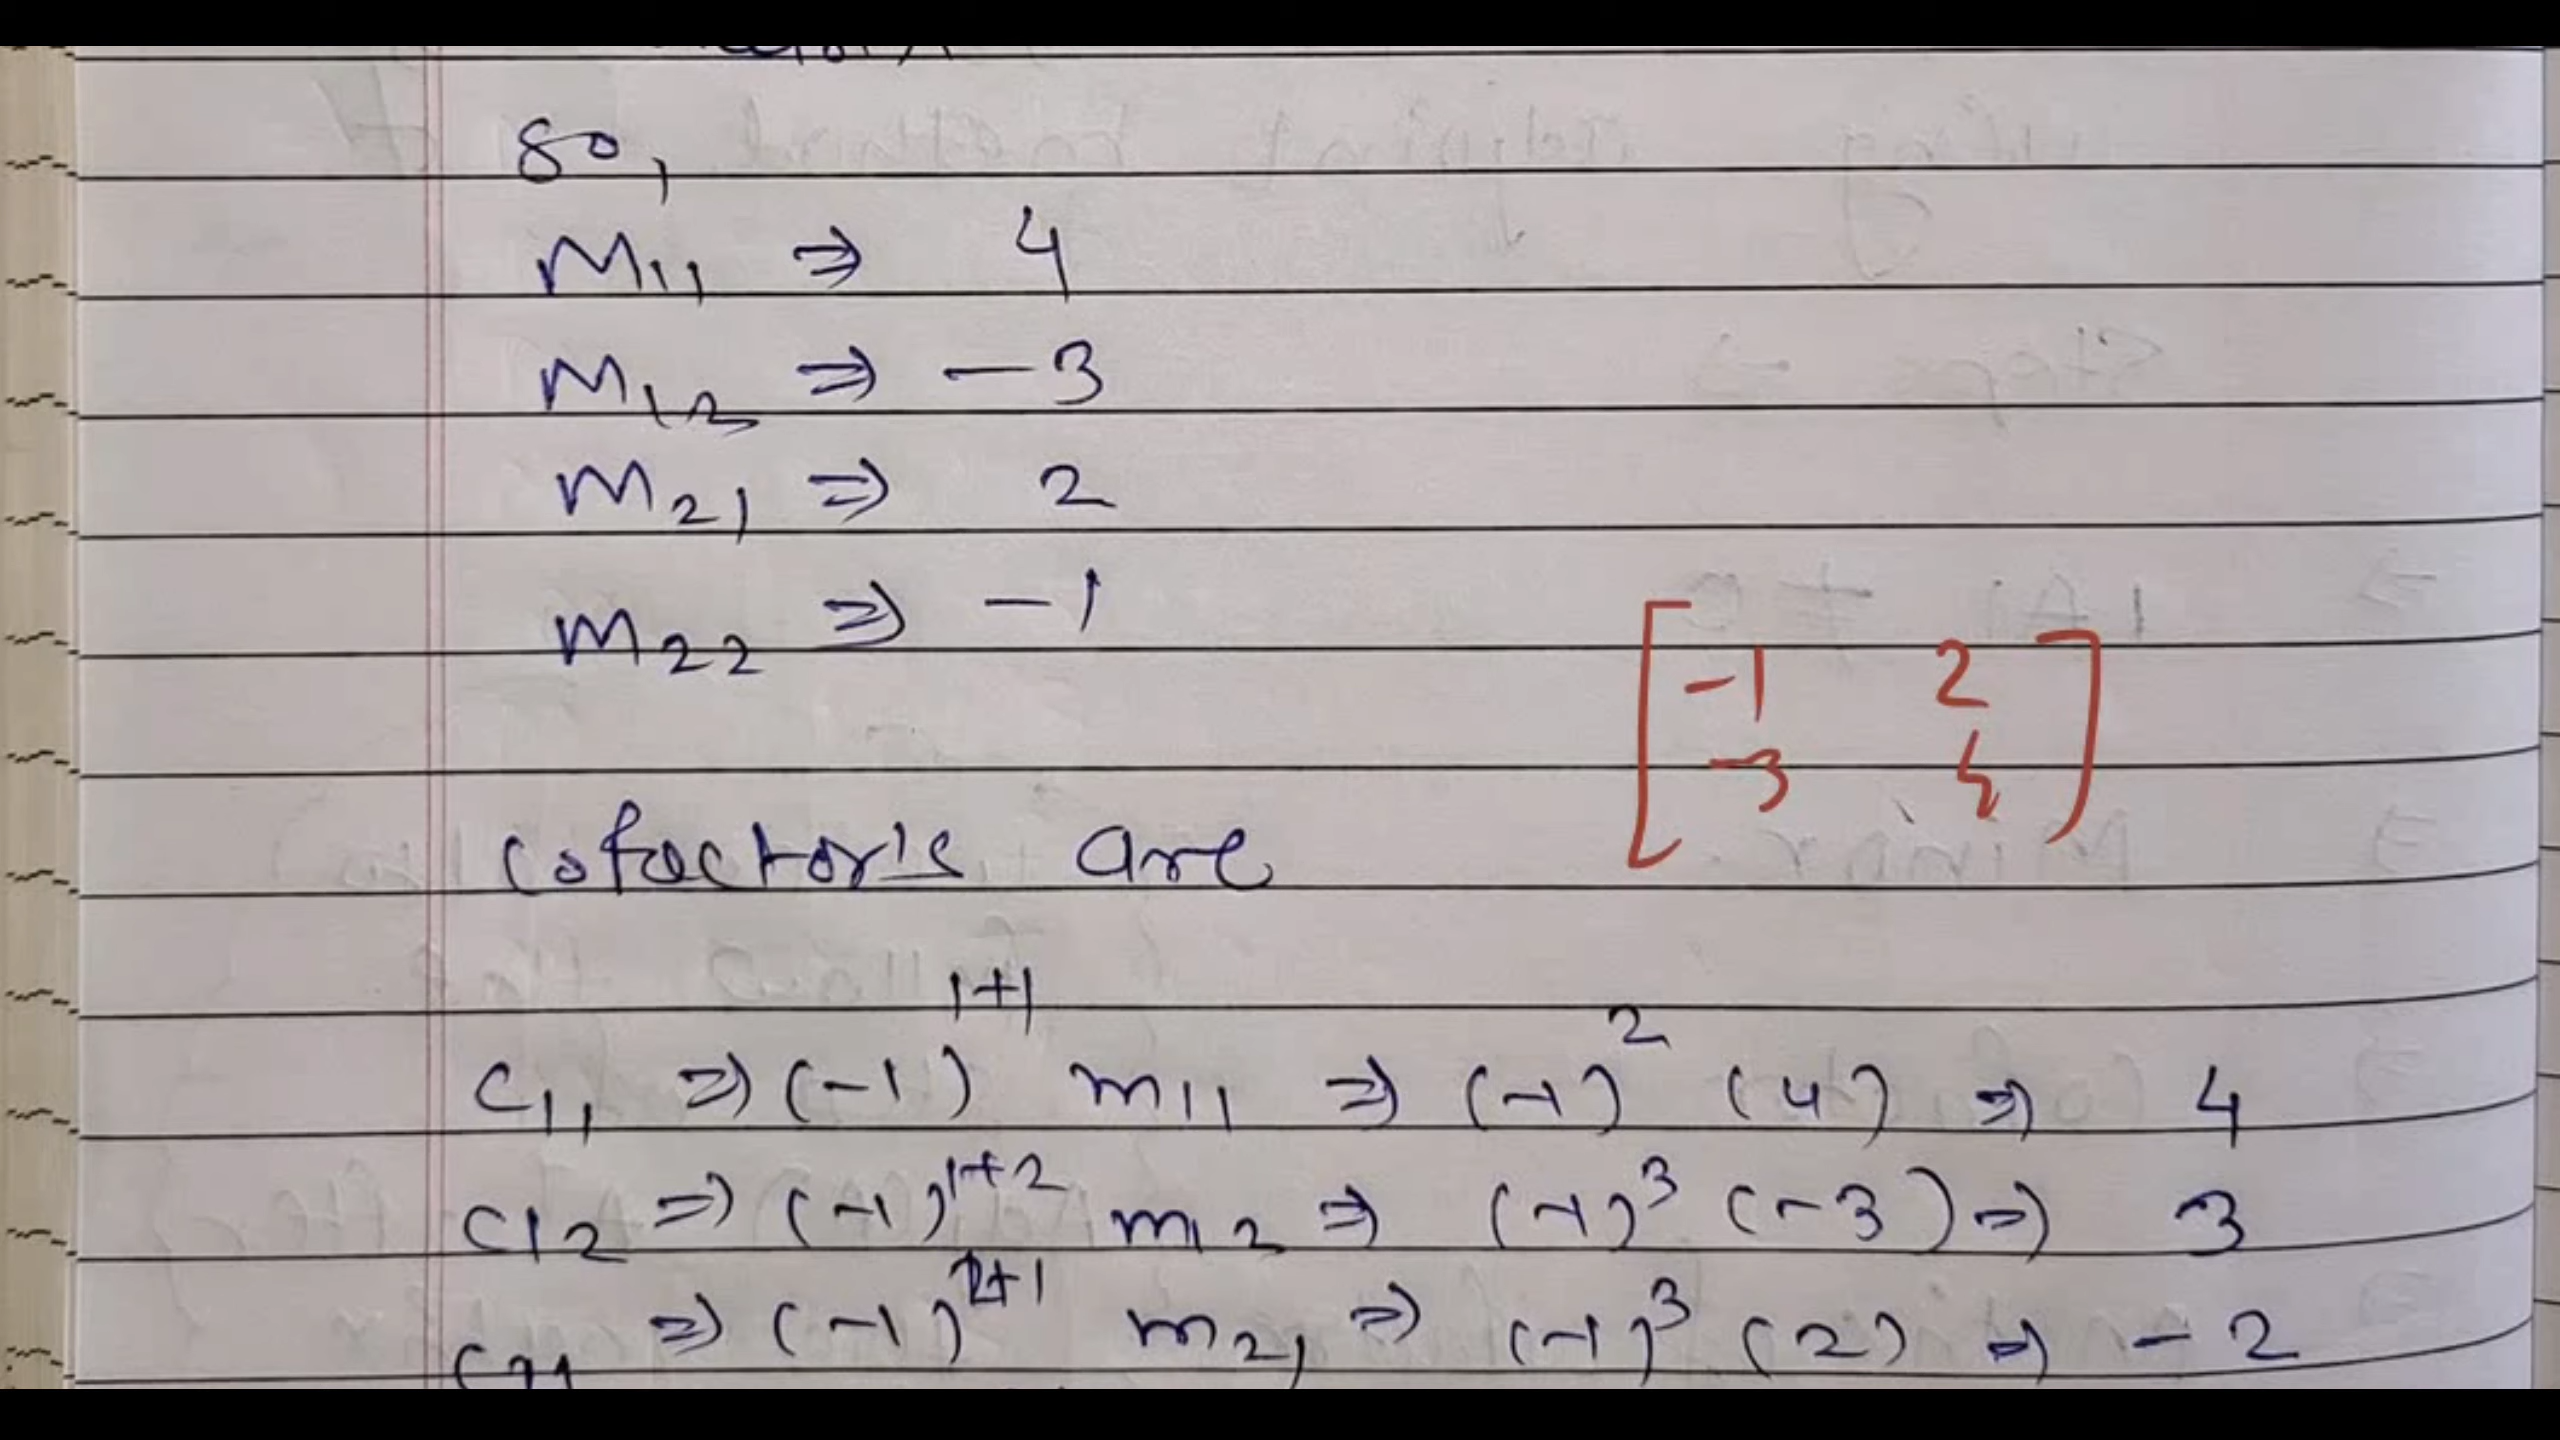 So,
M11 ⇒ 4
M12 ⇒ -3
M21 ⇒ 2
M22 ⇒ -1
[-1 2
-3 4]
Cofactor's are
C11 ⇒ (-1)^1+1 m11 ⇒ (-1)^2 (4) ⇒ 4
C12 ⇒ (-1)^1+2 m12 ⇒ (-1)^3 (-3) ⇒ 3
C21 ⇒ (-1)^2+1 m21 ⇒ (-1)^3 (2) ⇒ -2